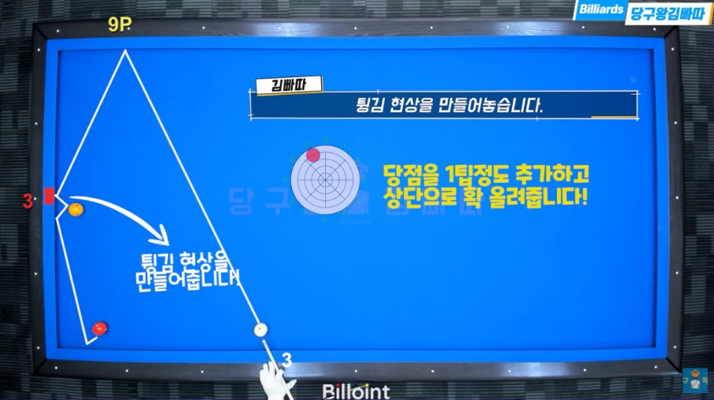 Billiards 당구왕김빠따
9P
김빠따
튕김 현상을 만들어놓습니다.
당점을 1팁정도 추가하고
상단으로 확 올려줍니다!
3
튕김 현상을
만들어줍니다!
3
Billoint